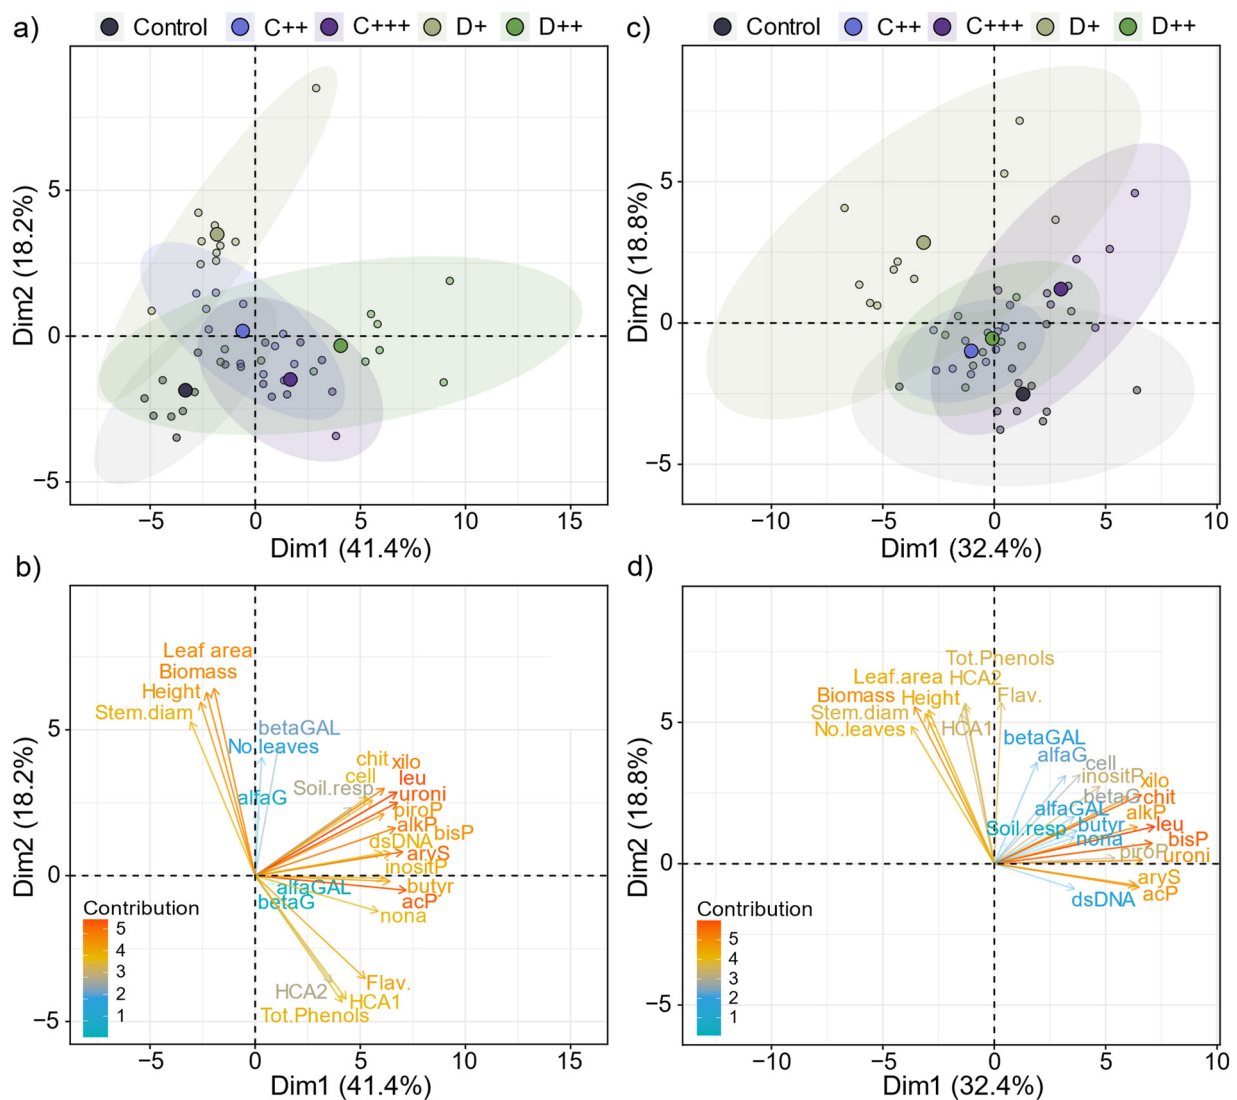 a)
Control C++ C+++ D+ D++
Dim2 (18.2%)
5
0
−5
−5 0 5 10 15
Dim1 (41.4%)
c)
Control C++ C+++ D+ D++
Dim2 (18.8%)
5
0
−5
−10 −5 0 5 10
Dim1 (32.4%)
b)
Dim2 (18.2%)
5
0
−5
Leaf area
Biomass
Height
Stem.diam
betaGAL
No.leaves
alfaG
chit xilo
cell leu
Soil.resp uroni
piroP
alkP bisP
dsDNA
aryS
inositP
alfaGAL butyr
betaG acP
nona
Flav.
HCA2 HCA1
Tot.Phenols
Contribution
5
4
3
2
1
−5 0 5 10 15
Dim1 (41.4%)
d)
Dim2 (18.8%)
5
0
−5
Tot.Phenols
Leaf.area HCA2
Biomass Height Flav.
Stem.diam
No.leaves HCA1
betaGAL
alfaG
cell
inositP xilo
betaG chit
alfaGAL alkP
Soil.resp butyr leu
nona bisP
piroP uroni
aryS
dsDNA acP
Contribution
5
4
3
2
1
−10 −5 0 5 10
Dim1 (32.4%)